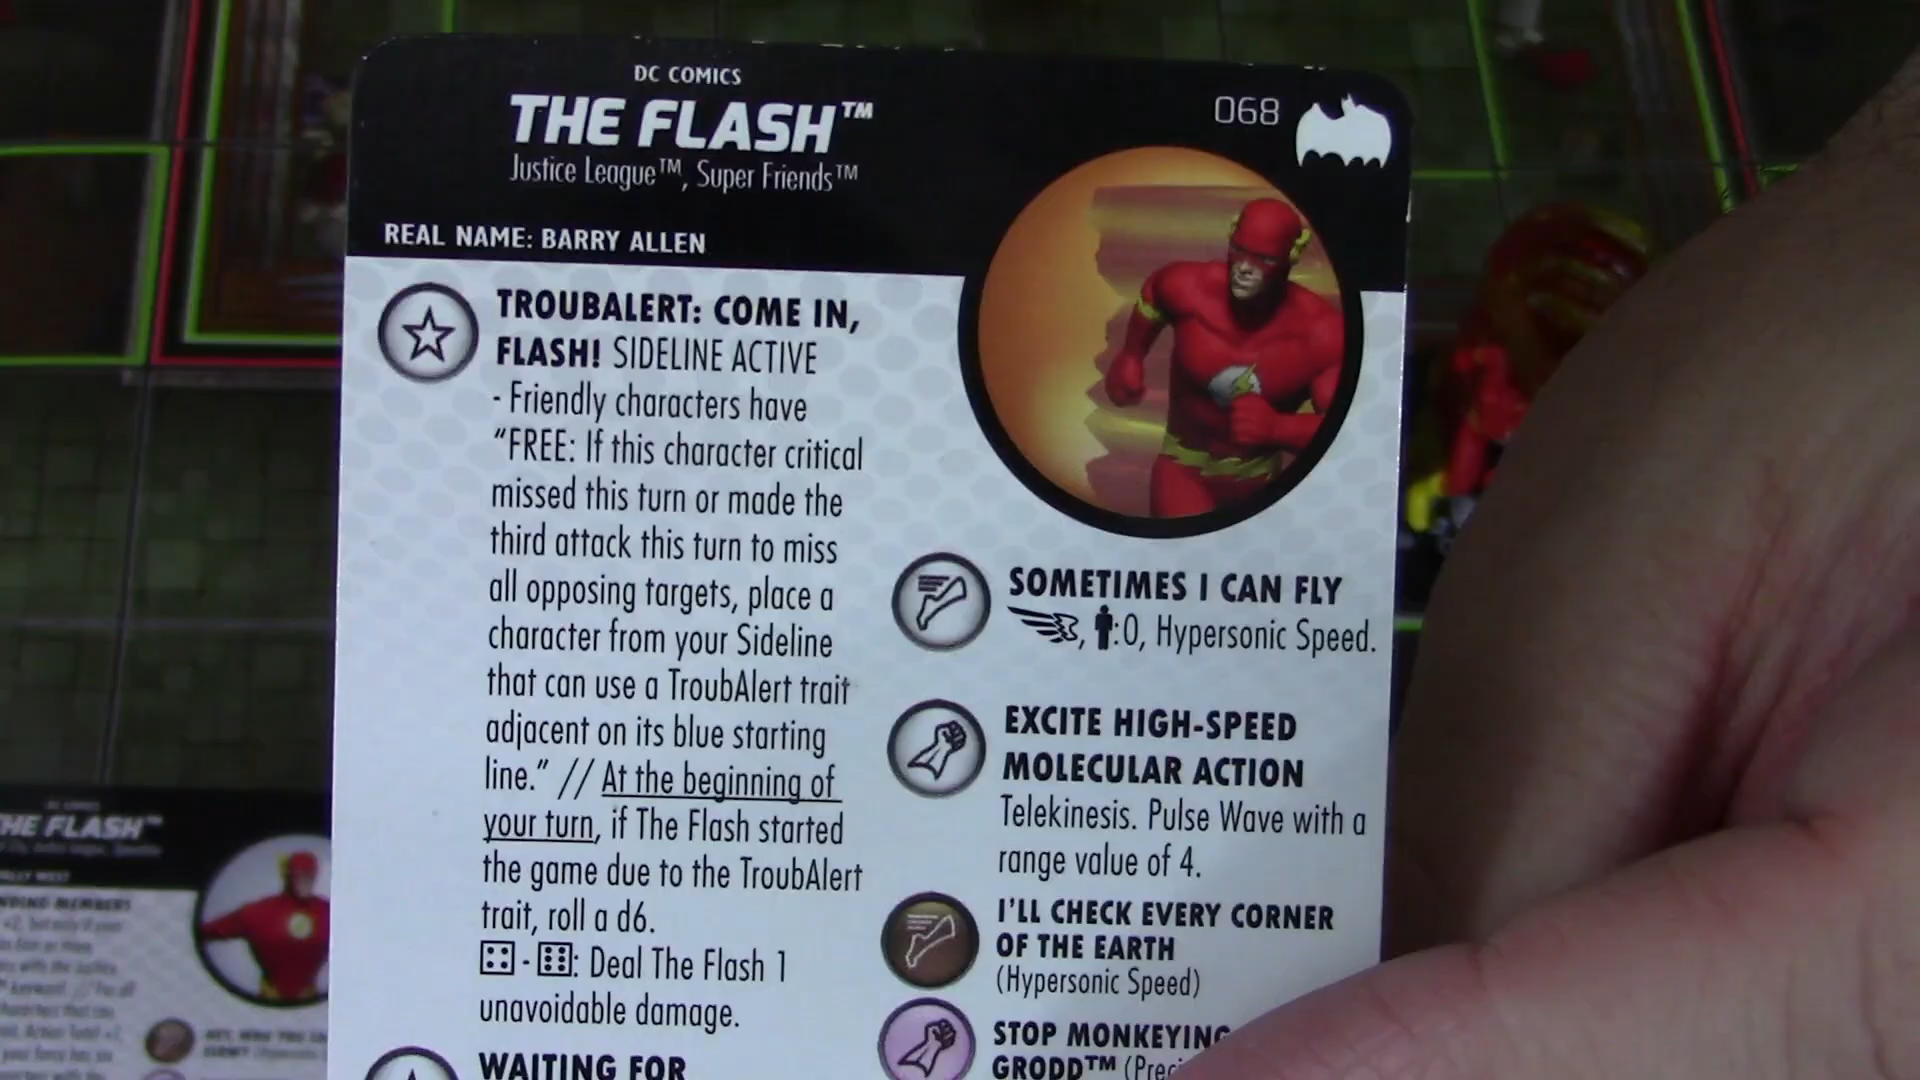 DC COMICS
THE FLASH™
Justice League™, Super Friends™
068
REAL NAME: BARRY ALLEN
TROUBALERT: COME IN,
FLASH! SIDELINE ACTIVE
- Friendly characters have
“FREE: If this character critical
missed this turn or made the
third attack this turn to miss
all opposing targets, place a
character from your Sideline
that can use a TroubAlert trait
adjacent on its blue starting
line.” // At the beginning of
your turn, if The Flash started
the game due to the TroubAlert
trait, roll a d6.
- : Deal The Flash 1
unavoidable damage.
WAITING FOR
SOMETIMES I CAN FLY
, :0, Hypersonic Speed.
EXCITE HIGH-SPEED
MOLECULAR ACTION
Telekinesis. Pulse Wave with a
range value of 4.
I'LL CHECK EVERY CORNER
OF THE EARTH
(Hypersonic Speed)
STOP MONKEYING
GRODD™ (Prec
HE FLASH™